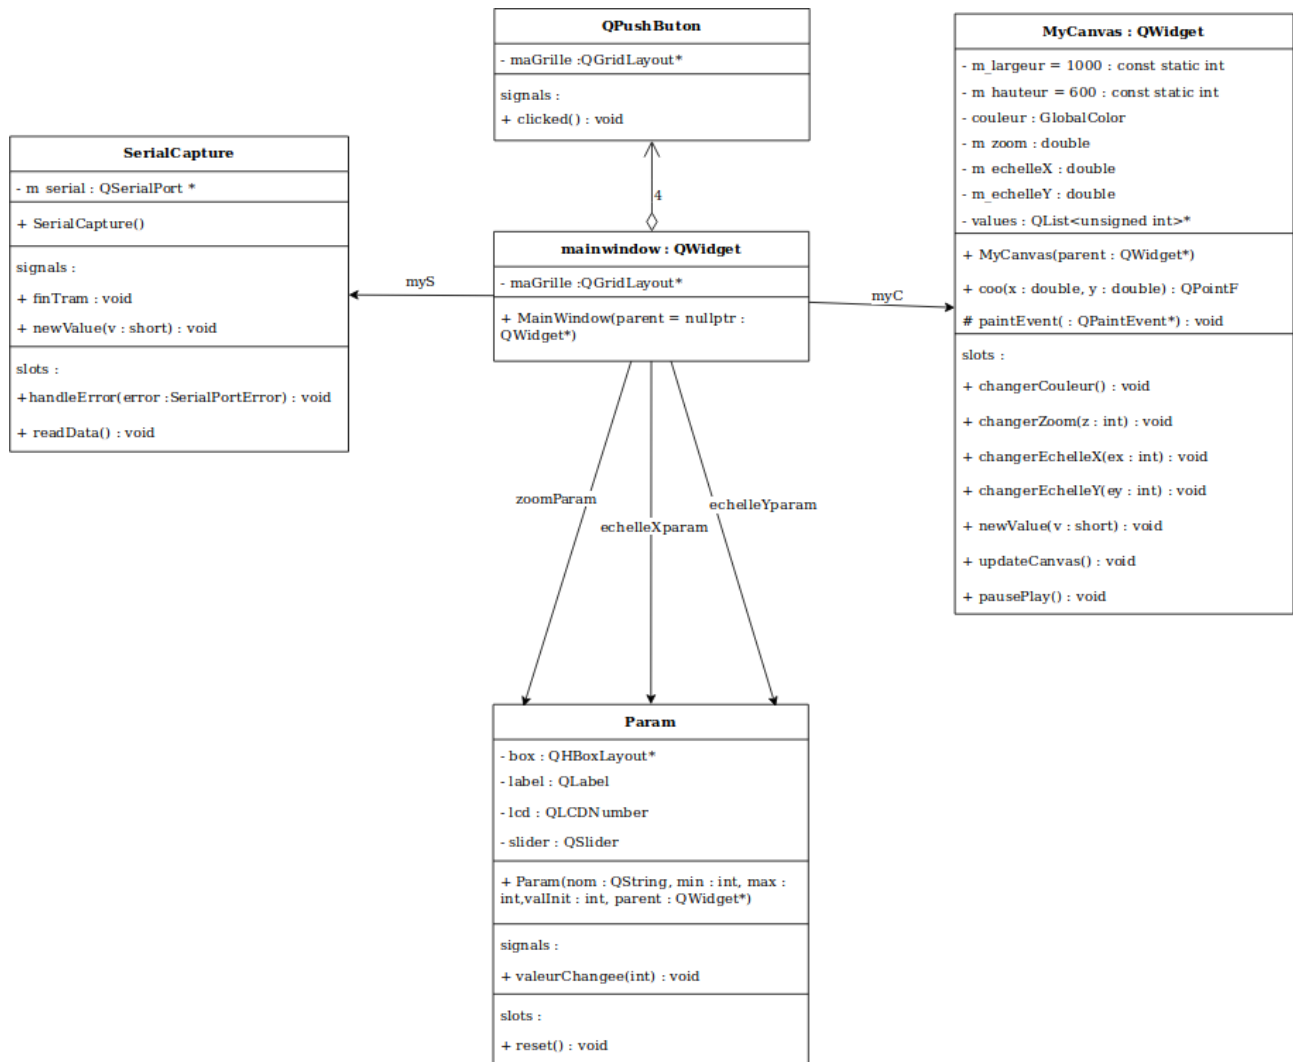 QPushButon
- maGrille :QGridLayout*
signals :
+ clicked() : void
MyCanvas : QWidget
- m_largeur = 1000 : const static int
- m_hauteur = 600 : const static int
- couleur : GlobalColor
- m_zoom : double
- m_echelleX : double
- m_echelleY : double
- values : QList<unsigned int>*
+ MyCanvas(parent : QWidget*)
+ coo(x : double, y : double) : QPointF
# paintEvent( : QPaintEvent*) : void
slots :
+ changerCouleur() : void
+ changerZoom(z : int) : void
+ changerEchelleX(ex : int) : void
+ changerEchelleY(ey : int) : void
+ newValue(v : short) : void
+ updateCanvas() : void
+ pausePlay() : void
SerialCapture
- m_serial : QSerialPort *
+ SerialCapture()
signals :
+ finTram : void
+ newValue(v : short) : void
slots :
+handleError(error :SerialPortError) : void
+ readData() : void
4
mainwindow : QWidget
- maGrille :QGridLayout*
+ MainWindow(parent = nullptr :
QWidget*)
myS
myC
zoomParam
echelleXparam
echelleYparam
Param
- box : QHBoxLayout*
- label : QLabel
- lcd : QLCDNumber
- slider : QSlider
+ Param(nom : QString, min : int, max :
int,valInit : int, parent : QWidget*)
signals :
+ valeurChangee(int) : void
slots :
+ reset() : void